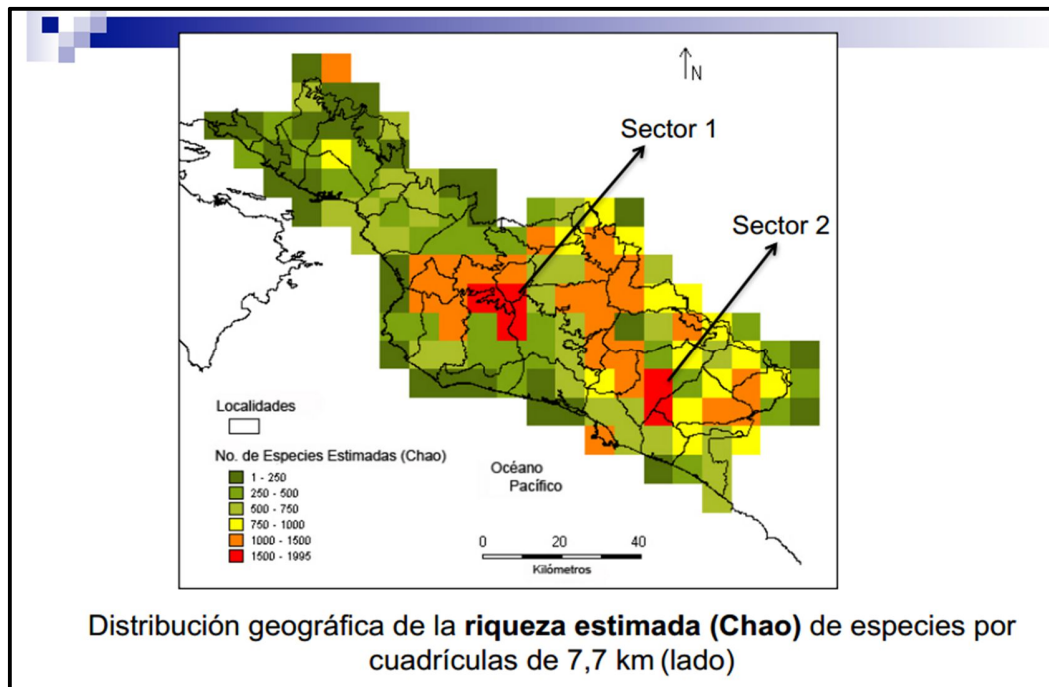 N
Sector 1
Sector 2
Localidades
No. de Especies Estimadas (Chao)
1 - 250
250 - 500
500 - 750
750 - 1000
1000 - 1500
1500 - 1995
Océano
Pacífico
0 20 40
Kilómetros
Distribución geográfica de la riqueza estimada (Chao) de especies por
cuadrículas de 7,7 km (lado)